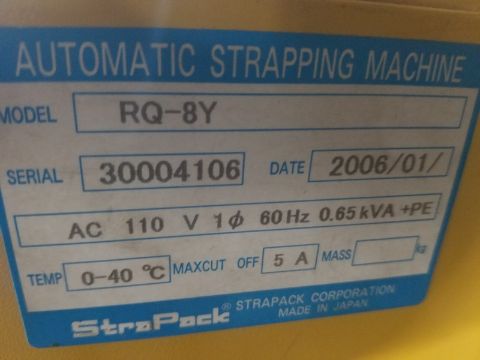 AUTOMATIC STRAPPING MACHINE
MODEL RQ-8Y
SERIAL 30004106 DATE 2006/01/
AC 110 V 1ϕ 60Hz 0.65kVA +PE
TEMP 0-40 ℃ MAXCUT OFF 5 A MASS kg
StraPack® STRAPACK CORPORATION
MADE IN JAPAN